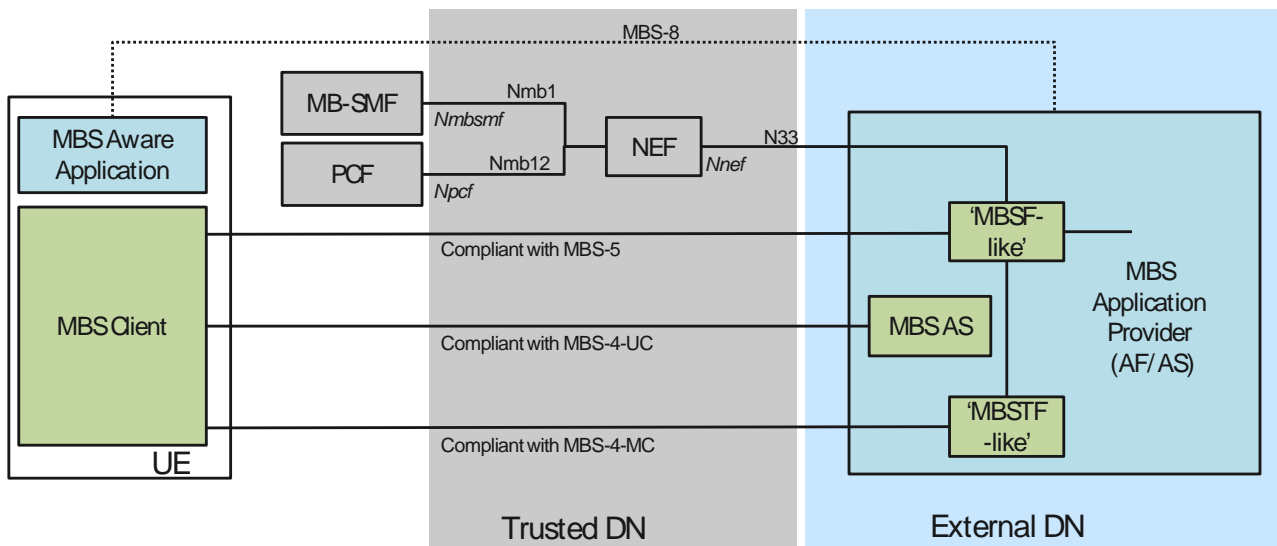 MBS-8
MBS Aware
Application
MB-SMF
Nmb1
Nmbsmf
PCF
Nmb12
Npcf
NEF
N33
Nnef
'MBSF-
like'
Compliant with MBS-5
MBS Client
MBS AS
Compliant with MBS-4-UC
MBS
Application
Provider
(AF/AS)
'MBSTF
-like'
Compliant with MBS-4-MC
UE
Trusted DN
External DN